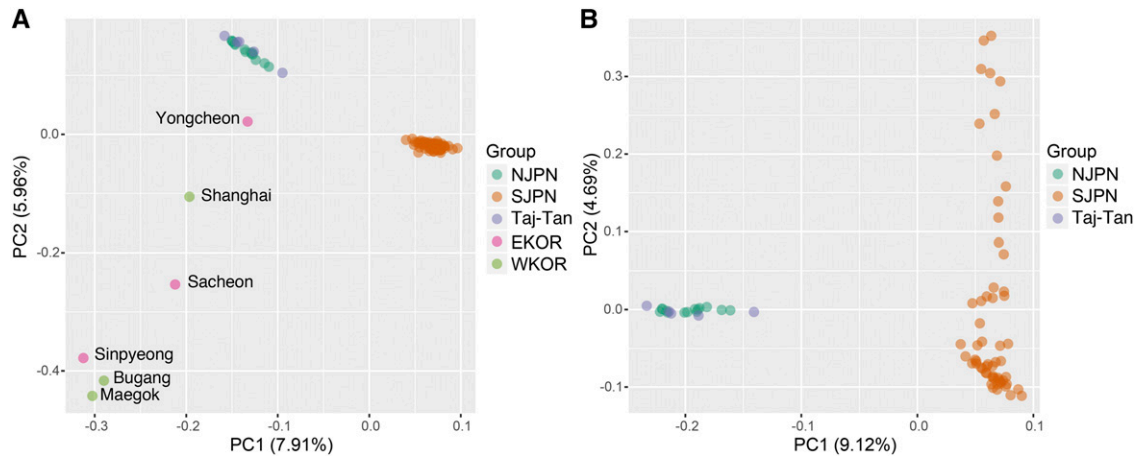 A
0.0
-0.2
-0.4
PC2 (5.96%)
Yongcheon
Shanghai
Sacheon
Sinpyeong
Bugang
Maegok
-0.3
-0.2
-0.1
0.0
0.1
PC1 (7.91%)
Group
NJPN
SJPN
Taj-Tan
EKOR
WKOR
B
0.3
0.2
0.1
0.0
-0.1
PC2 (4.69%)
-0.2
-0.1
0.0
0.1
PC1 (9.12%)
Group
NJPN
SJPN
Taj-Tan